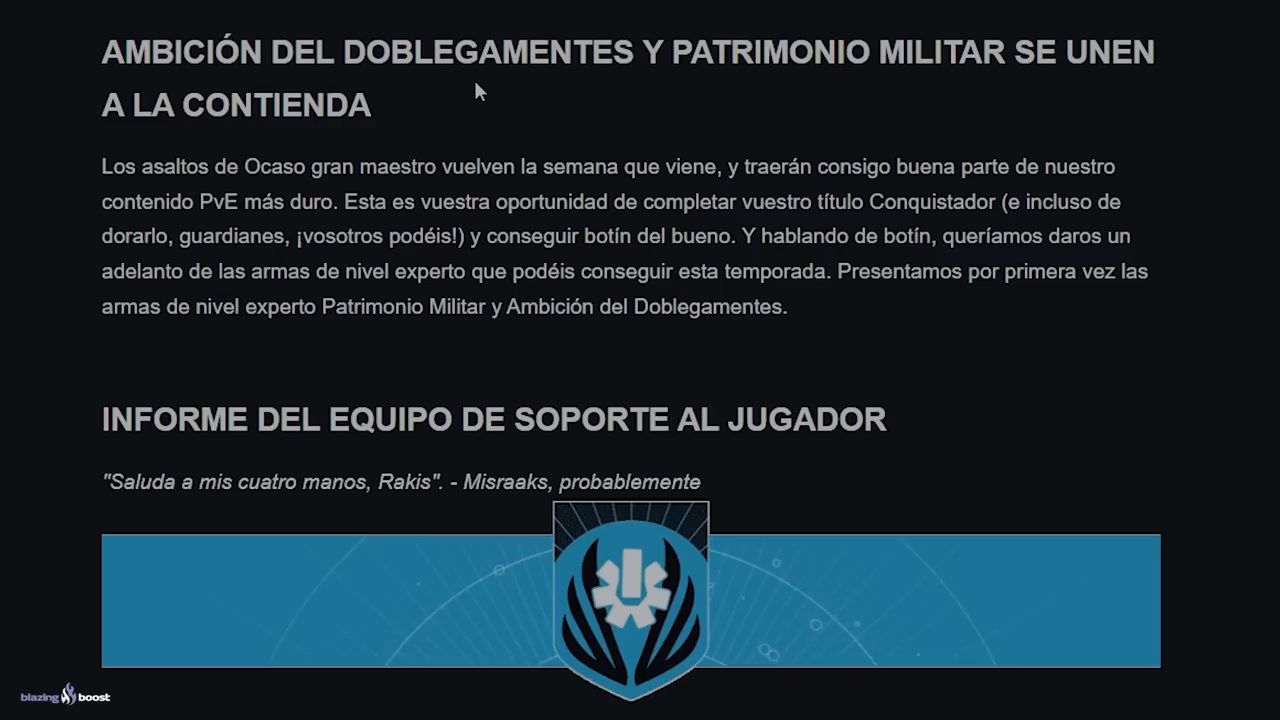 AMBICIÓN DEL DOBLEGAMENTES Y PATRIMONIO MILITAR SE UNEN
A LA CONTIENDA
Los asaltos de Ocaso gran maestro vuelven la semana que viene, y traerán consigo buena parte de nuestro
contenido PvE más duro. Esta es vuestra oportunidad de completar vuestro título Conquistador (e incluso de
dorarlo, guardianes, ¡vosotros podéis!) y conseguir botín del bueno. Y hablando de botín, queríamos daros un
adelanto de las armas de nivel experto que podéis conseguir esta temporada. Presentamos por primera vez las
armas de nivel experto Patrimonio Militar y Ambición del Doblegamentes.
INFORME DEL EQUIPO DE SOPORTE AL JUGADOR
"Saluda a mis cuatro manos, Rakis". - Misraaks, probablemente
blazing boost